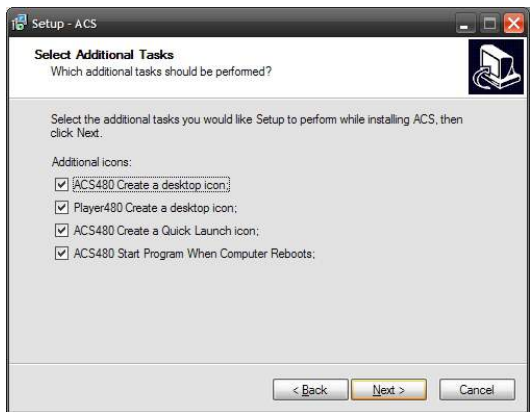 Setup - ACS
Select Additional Tasks
Which additional tasks should be performed?
Select the additional tasks you would like Setup to perform while installing ACS, then
click Next.
Additional icons:
ACS480 Create a desktop icon;
Player480 Create a desktop icon;
ACS480 Create a Quick Launch icon;
ACS480 Start Program When Computer Reboots;
< Back Next > Cancel